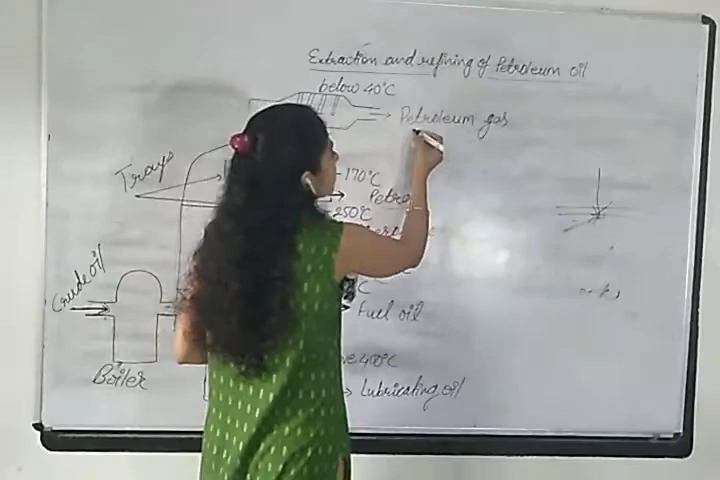 Extraction and refining of Petroleum oil
below 40°C
Petroleum gas
Trays
-170°C
Petro
250°C
Crude oil
C
Fuel oil
Boiler
ve 400°C
Lubricating oil